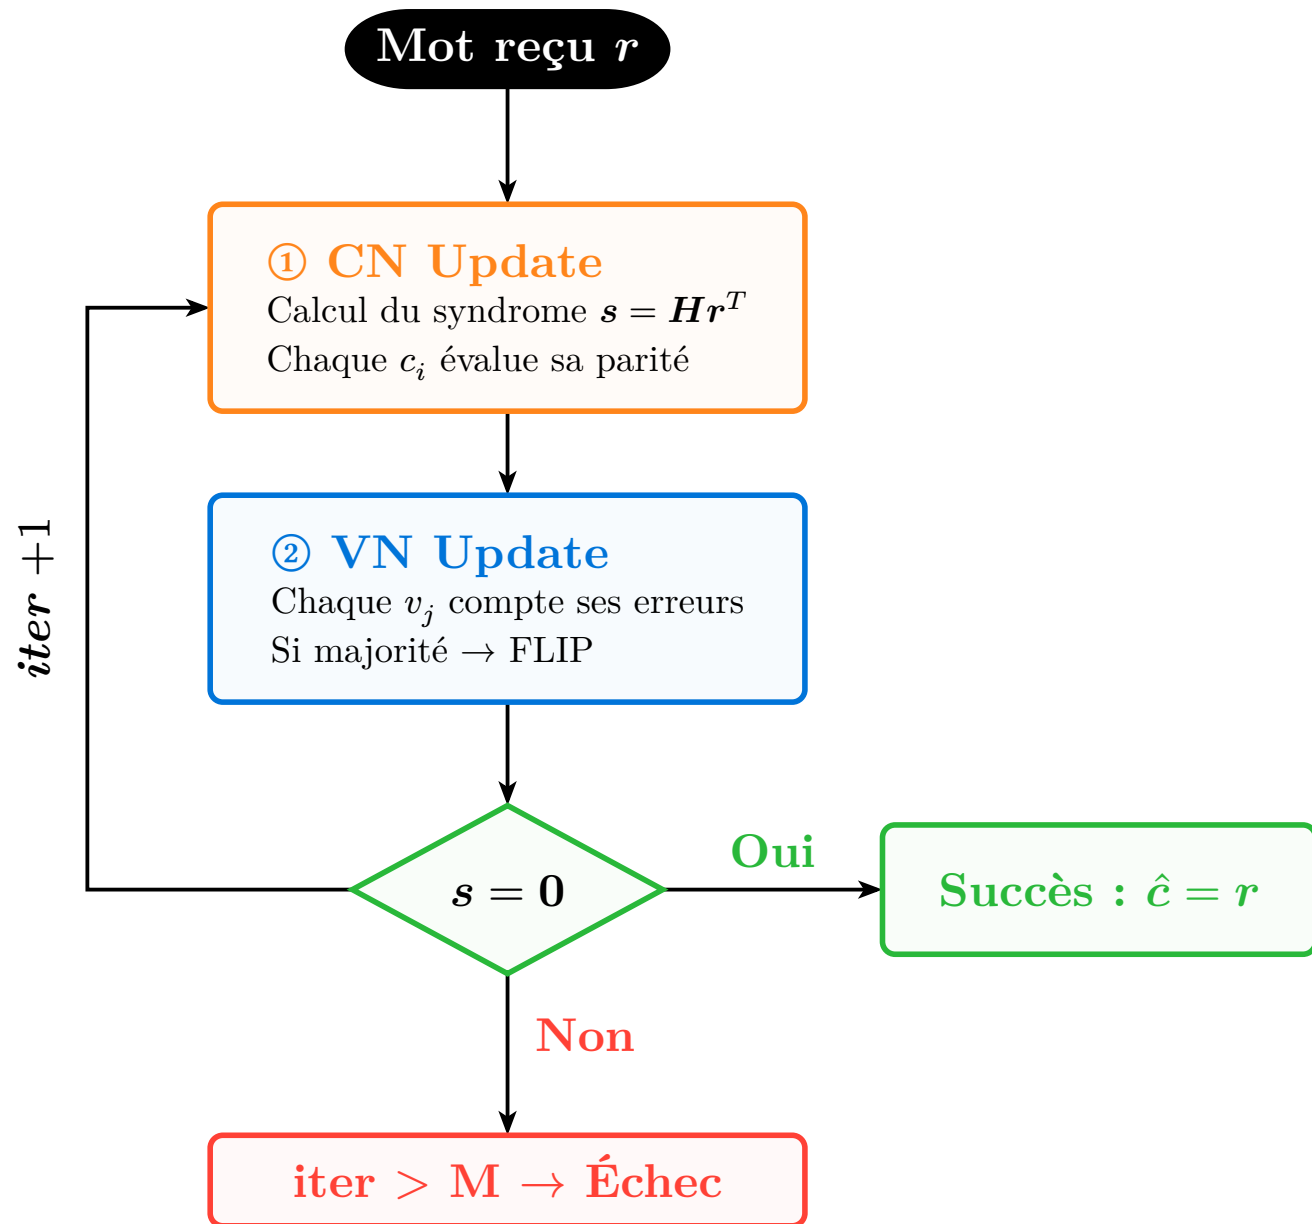 Mot reçu r
① CN Update
Calcul du syndrome s = Hr^T
Chaque c_i évalue sa parité
iter +1
② VN Update
Chaque v_j compte ses erreurs
Si majorité → FLIP
s = 0
Oui
Succès : ĉ = r
Non
iter > M → Échec